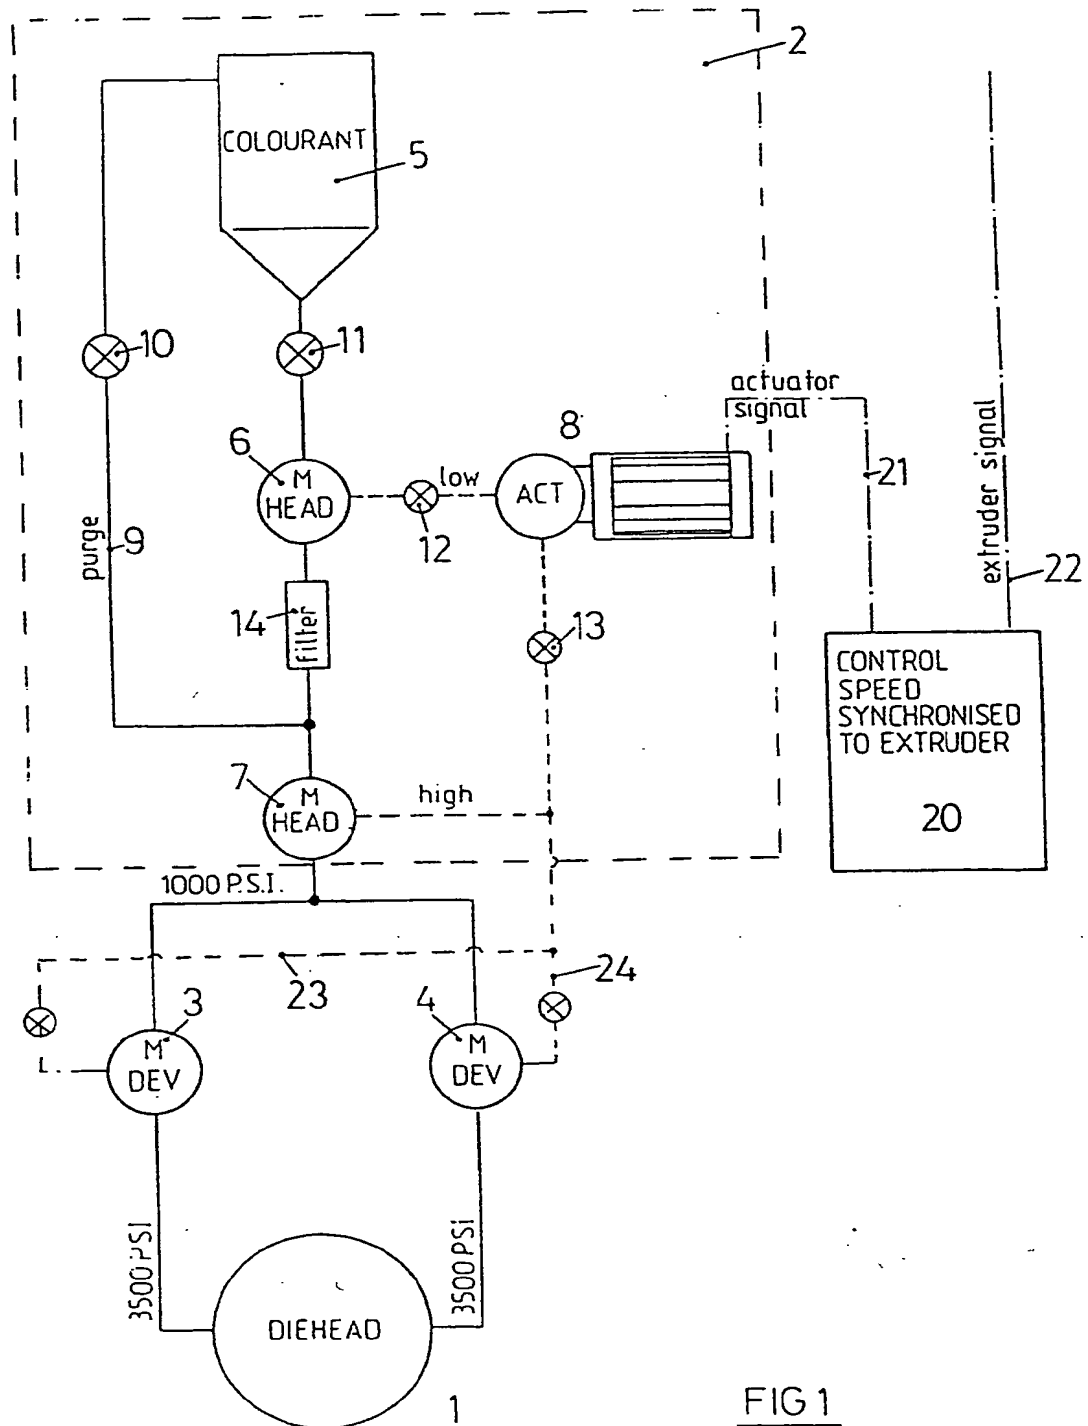 2
COLOURANT
5
10
11
actuator
signal
8
6
M
HEAD
low
ACT
21
extruder signal
12
purge
9
22
14
filter
13
CONTROL
SPEED
SYNCHRONISED
TO EXTRUDER
20
7
M
HEAD
high
1000 P.S.I.
23
24
3
M
DEV
4
M
DEV
3500 PSI
3500 PSi
DIEHEAD
1
FIG 1